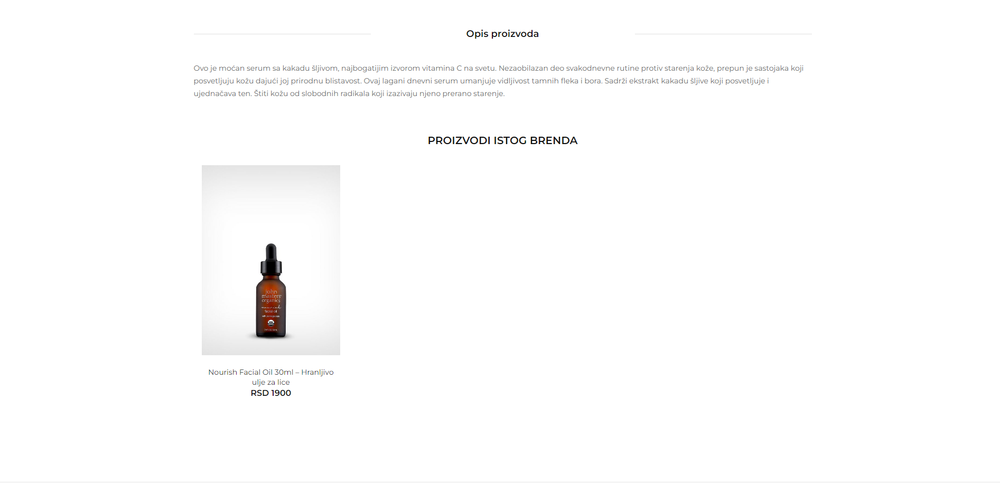 Opis proizvoda
Ovo je moćan serum sa kakadu šljivom, najbogatijim izvorom vitamina C na svetu. Nezaobilazan deo svakodnevne rutine protiv starenja kože, prepun je sastojaka koji
posvetljuju kožu dajući joj prirodnu blistavost. Ovaj lagani dnevni serum umanjuje vidljivost tamnih fleka i bora. Sadrži ekstrakt kakadu šljive koji posvetljuje i
ujednačava ten. Štiti kožu od slobodnih radikala koji izazivaju njeno prerano starenje.
PROIZVODI ISTOG BRENDA
john
masters
organics
nourish
facial oil
with pomegranate
Nourish Facial Oil 30ml – Hranljivo
ulje za lice
RSD 1900